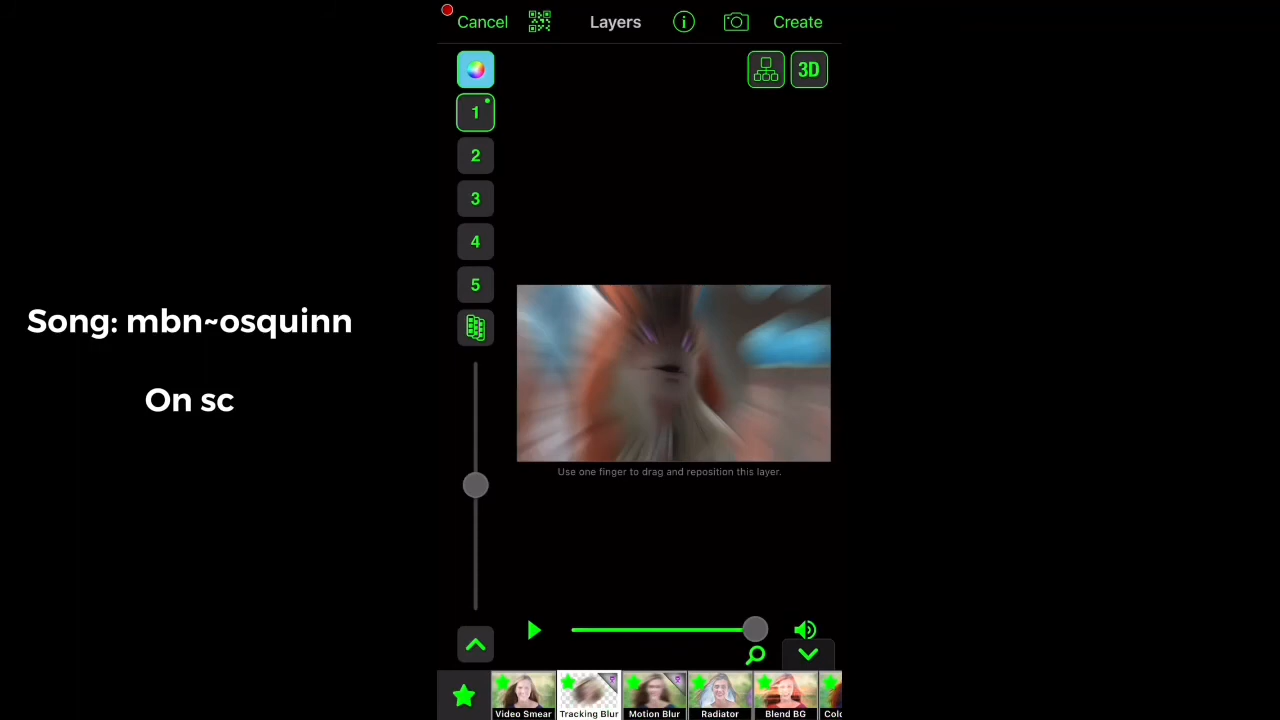 Cancel
Layers
Create
3D
1
2
3
4
5
Song: mbn~osquinn
On sc
Use one finger to drag and reposition this layer.
Video Smear
Tracking Blur
Motion Blur
Radiator
Blend BG